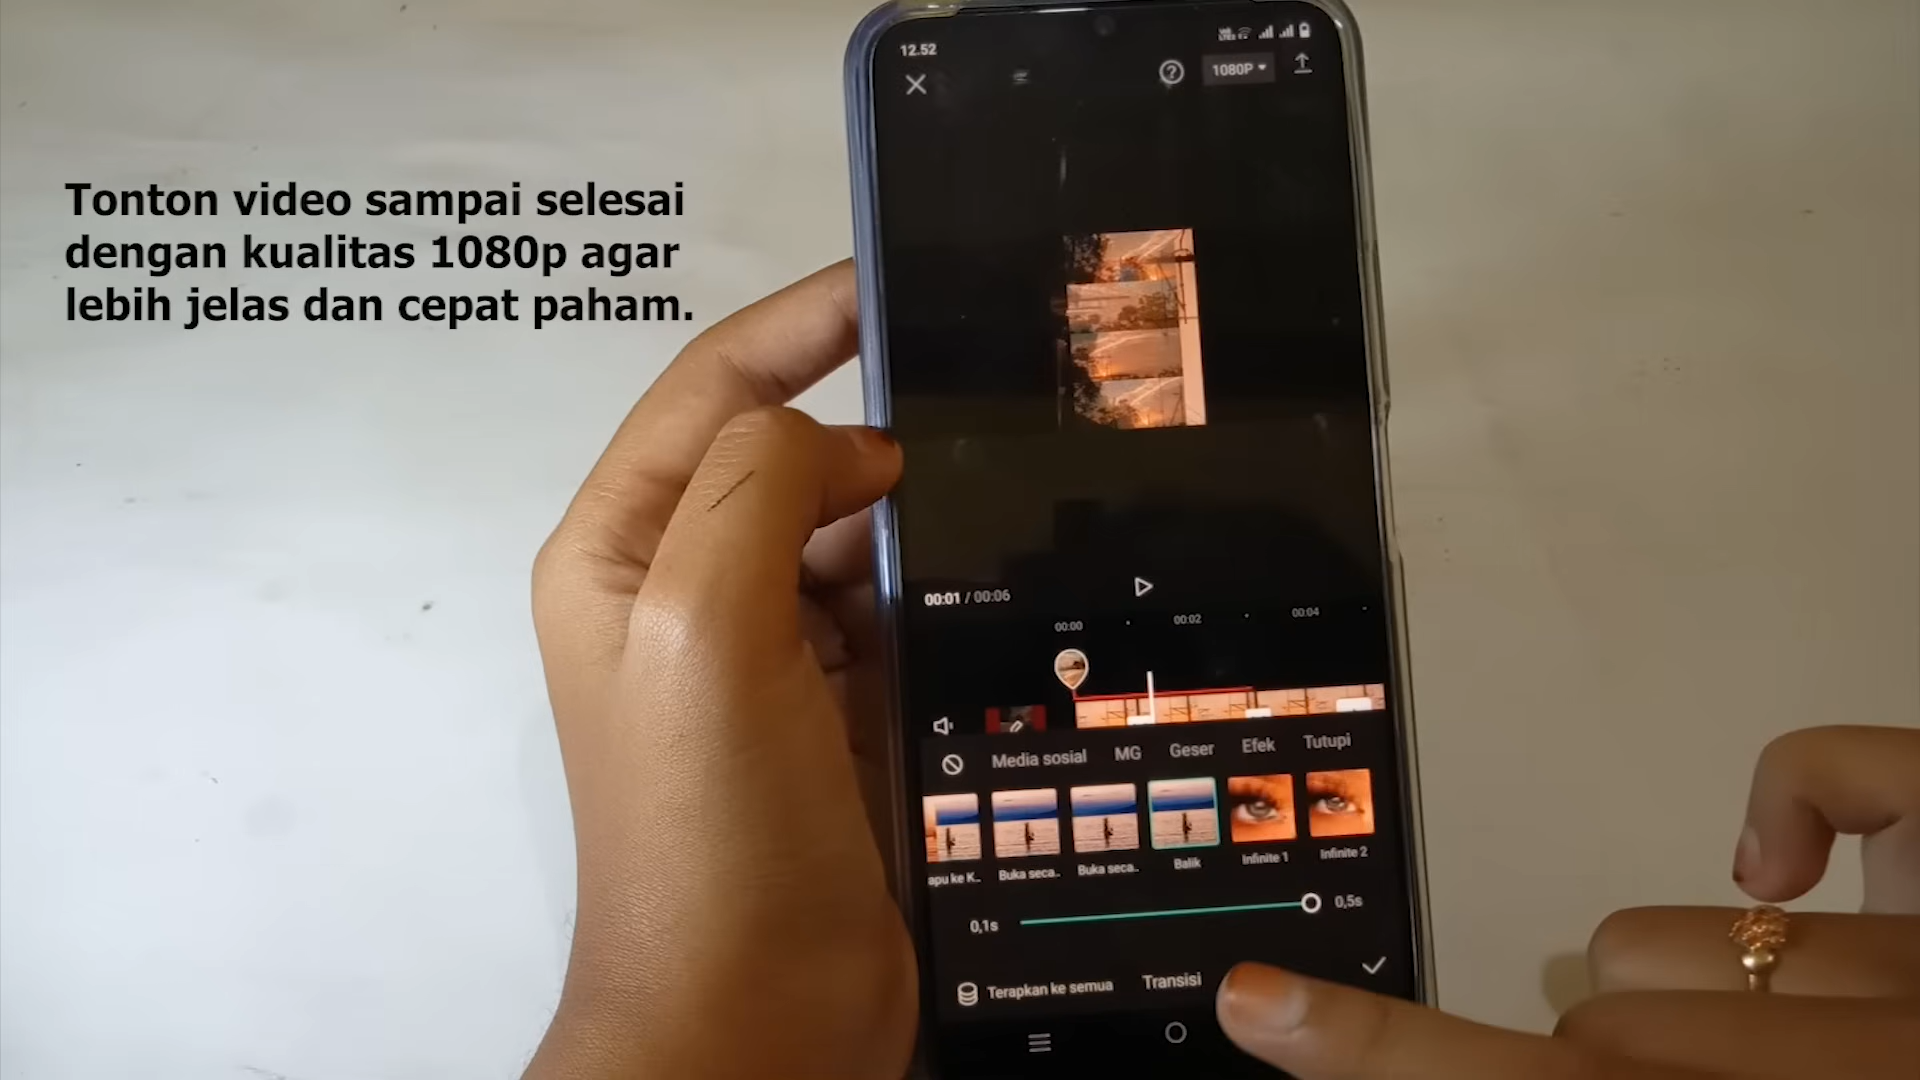 Tonton video sampai selesai
dengan kualitas 1080p agar
lebih jelas dan cepat paham.
12.52
1080P
00:01 / 00:06
00:00
00:02
00:04
Media sosial
MG
Geser
Efek
Tutupi
apu ke K..
Buka seca..
Buka seca..
Balik
Infinite 1
Infinite 2
0,1s
0,5s
Terapkan ke semua
Transisi